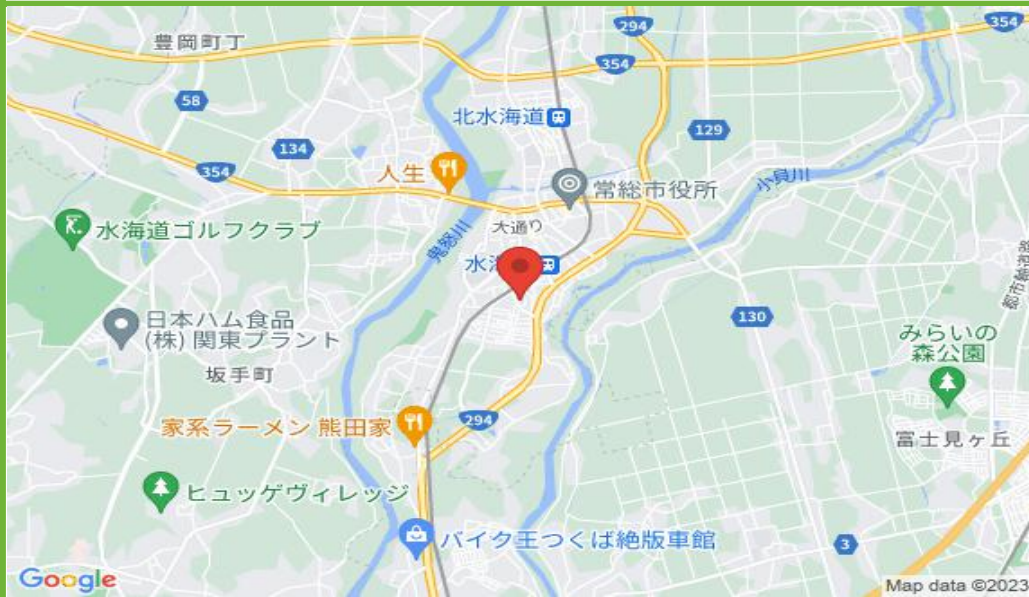 354
294
豊岡町丁
354
58
北水海道
129
134
人生
354
常総市役所
小貝川
大通り
水海道ゴルフクラブ
鬼怒川
水海
都市軸道路
日本ハム食品
(株) 関東プラント
130
みらいの
森公園
坂手町
家系ラーメン 熊田家
294
富士見ヶ丘
ヒュッゲヴィレッジ
バイク王つくば絶版車館
3
Google
Map data ©2023